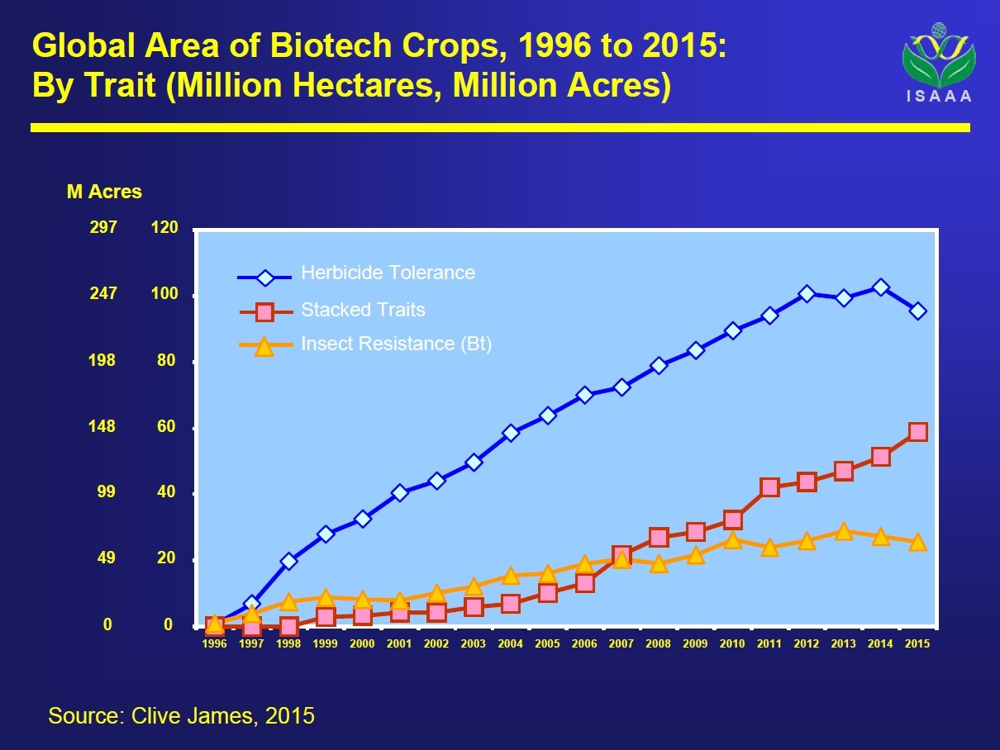 Global Area of Biotech Crops, 1996 to 2015:
By Trait (Million Hectares, Million Acres)
ISAAA
M Acres
297 120
247 100
198 80
148 60
99 40
49 20
0 0
Herbicide Tolerance
Stacked Traits
Insect Resistance (Bt)
1996 1997 1998 1999 2000 2001 2002 2003 2004 2005 2006 2007 2008 2009 2010 2011 2012 2013 2014 2015
Source: Clive James, 2015